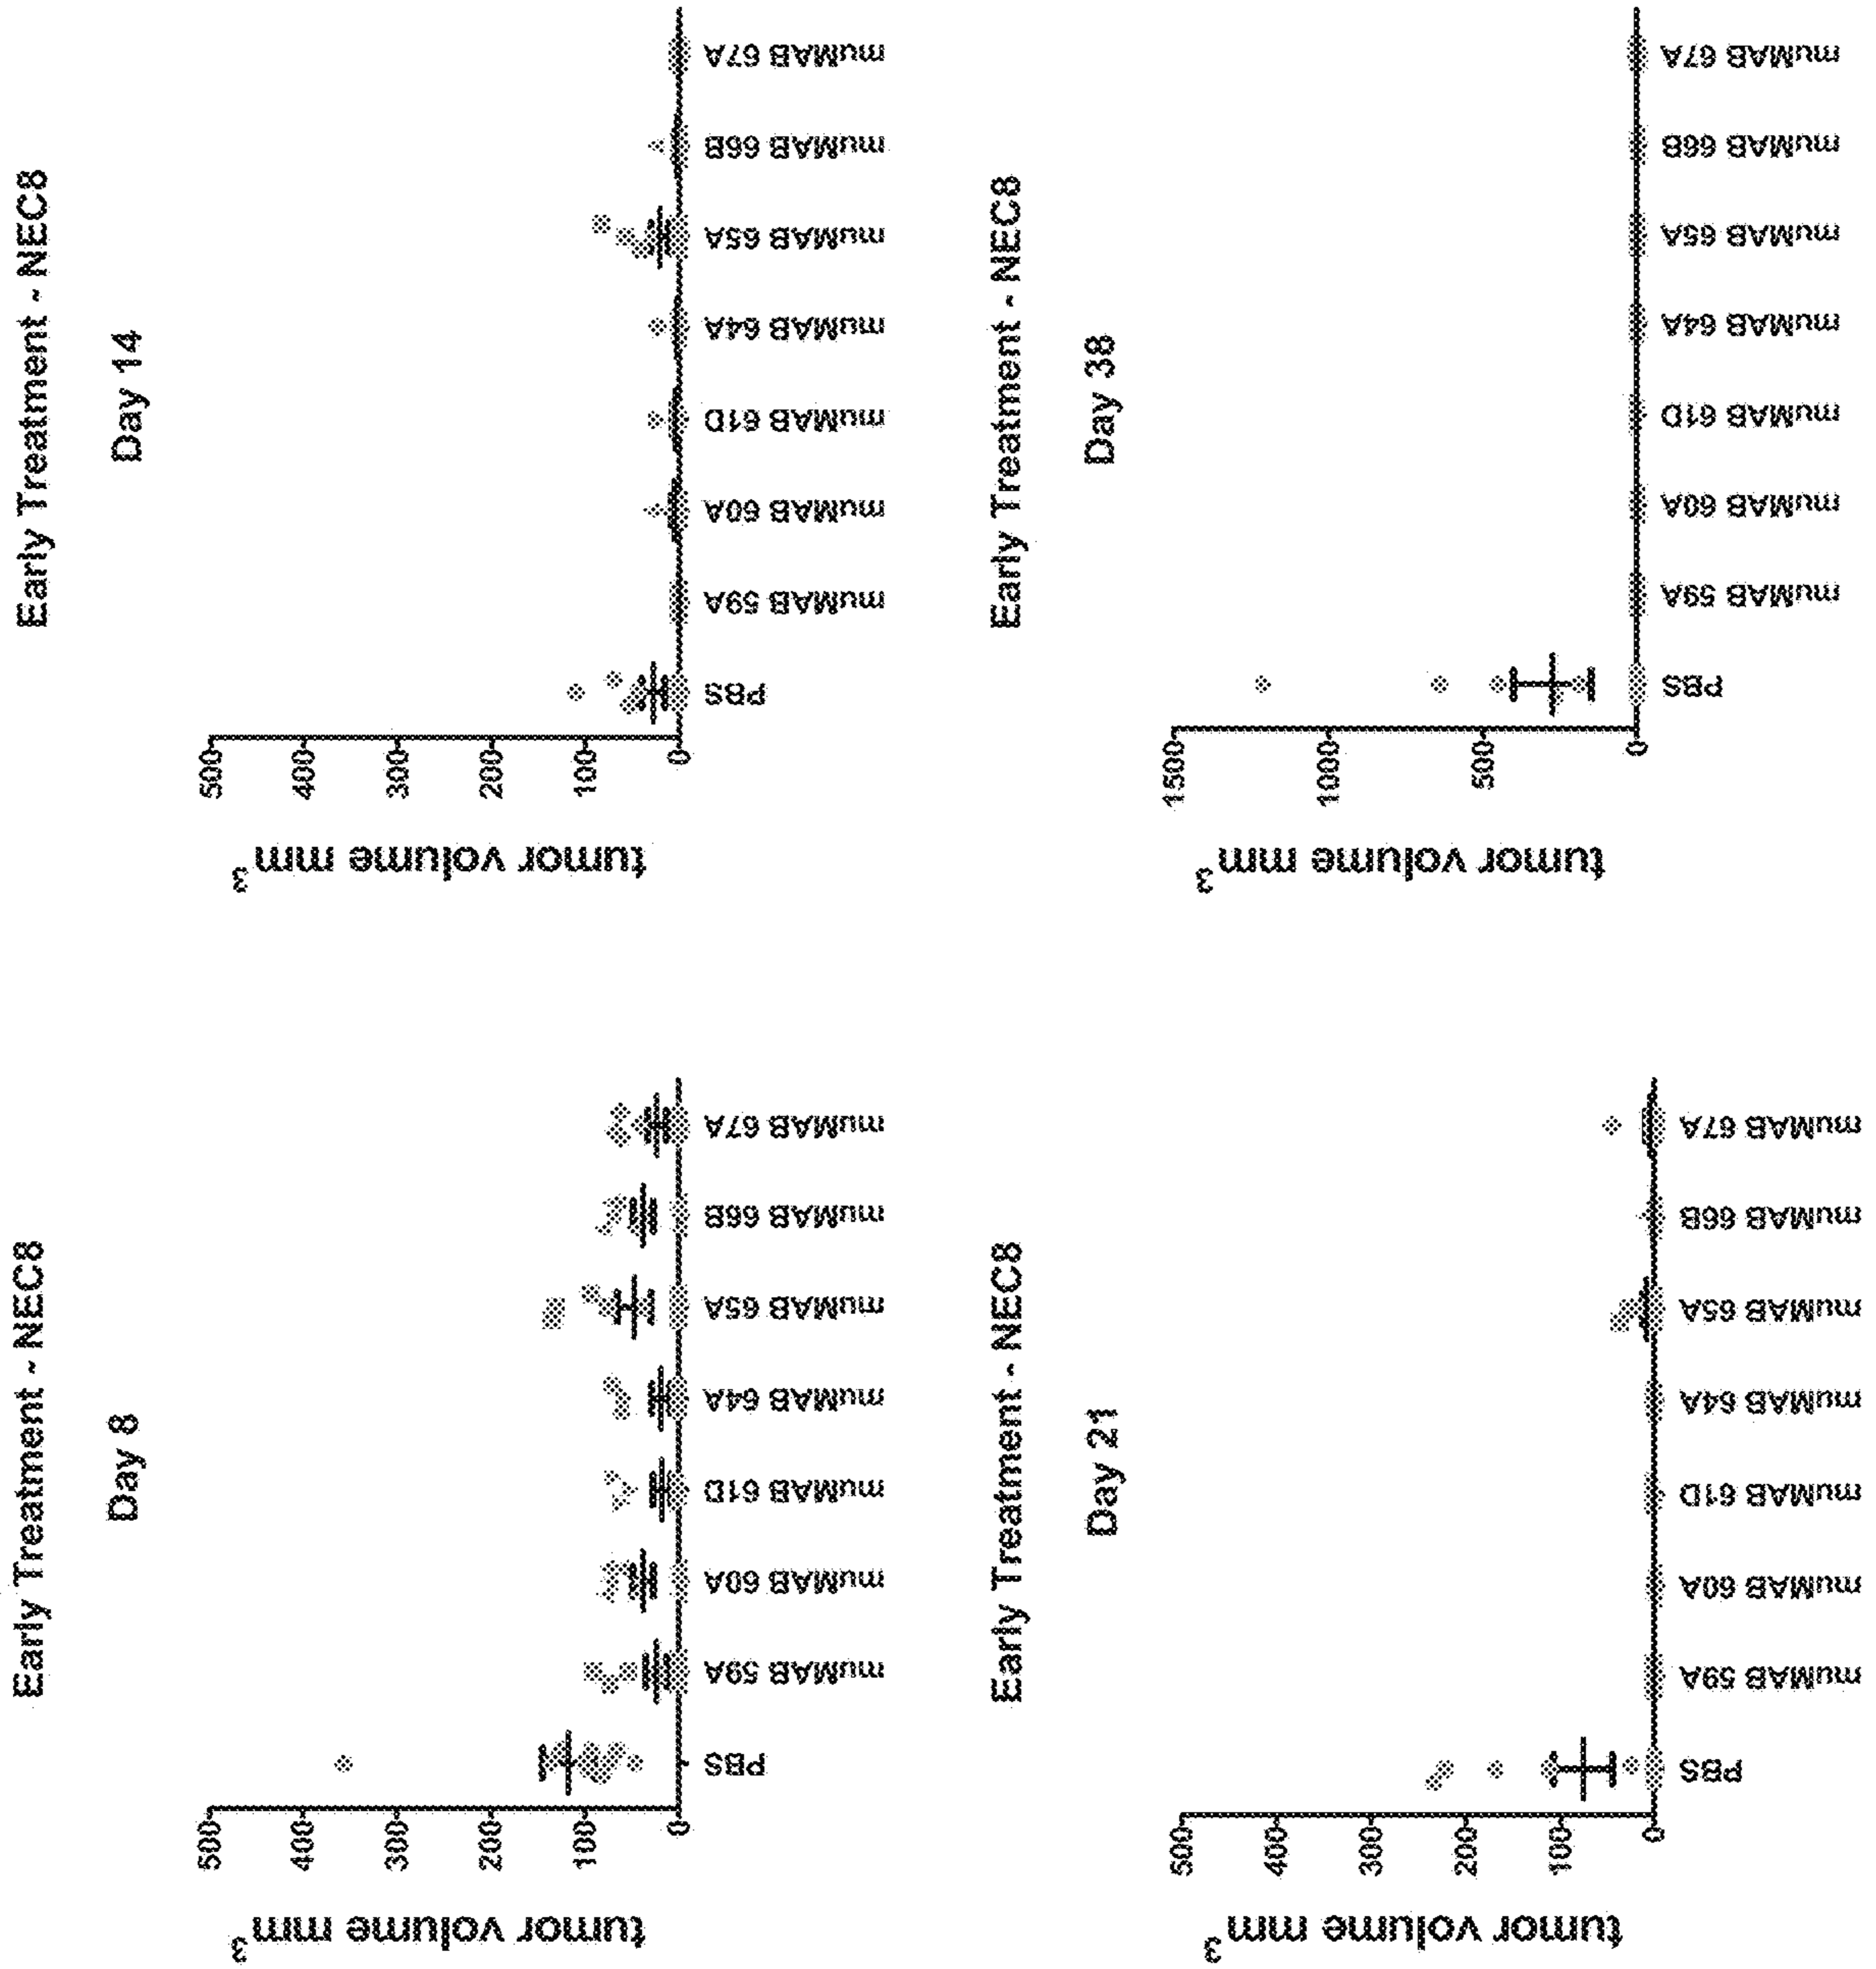 Early Treatment - NEC8
Day 8
tumor volume mm³
500
400
300
200
100
0
PBS
muMAB 59A
muMAB 60A
muMAB 61D
muMAB 64A
muMAB 65A
muMAB 66B
muMAB 67A
Early Treatment - NEC8
Day 14
tumor volume mm³
500
400
300
200
100
0
PBS
muMAB 59A
muMAB 60A
muMAB 61D
muMAB 64A
muMAB 65A
muMAB 66B
muMAB 67A
Early Treatment - NEC8
Day 21
tumor volume mm³
500
400
300
200
100
0
PBS
muMAB 59A
muMAB 60A
muMAB 61D
muMAB 64A
muMAB 65A
muMAB 66B
muMAB 67A
Early Treatment - NEC8
Day 38
tumor volume mm³
1500
1000
500
0
PBS
muMAB 59A
muMAB 60A
muMAB 61D
muMAB 64A
muMAB 65A
muMAB 66B
muMAB 67A